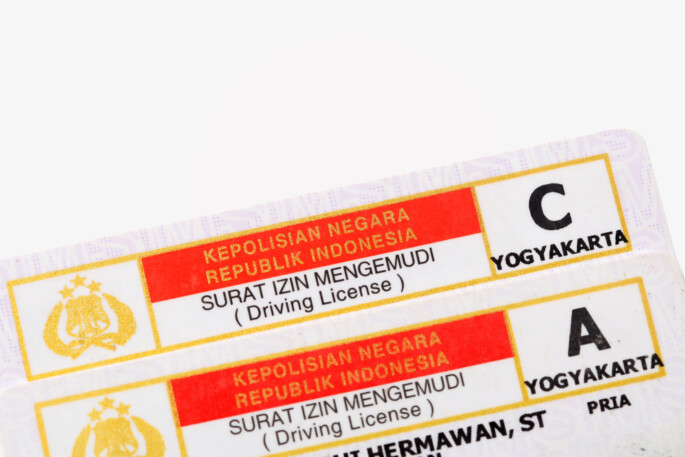 KEPOLISIAN NEGARA
REPUBLIK INDONESIA
SURAT IZIN MENGEMUDI
( Driving License )
C
YOGYAKARTA
KEPOLISIAN NEGARA
REPUBLIK INDONESIA
SURAT IZIN MENGEMUDI
( Driving License )
A
YOGYAKARTA
HERMAWAN, ST
PRIA